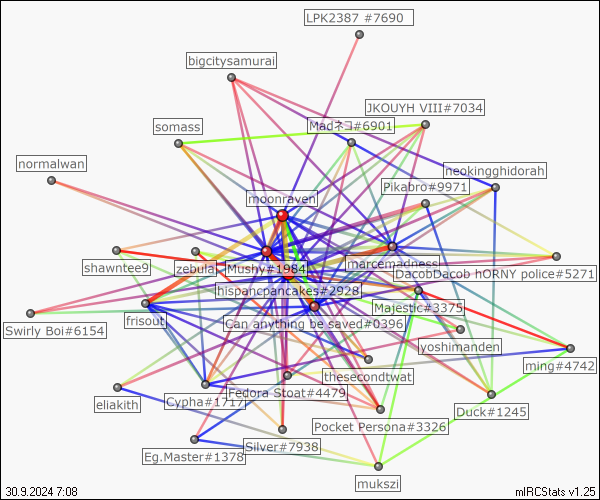 LPK2387 #7690
bigcitysamurai
JKOUYH VIII#7034
somass
Madネコ#6901
normalwan
neokingghidorah
Pikabro#9971
moonraven
marcemadness
shawntee9
zebulal
Mushy#1984
DacobDacob hORNY police#5271
hispancpancakes#2928
Majestic#3375
frisout
Can anything be saved#0396
Swirly Boi#6154
yoshimanden
ming#4742
thesecondtwat
Fedora Stoat#4479
eliakith
Cypha#1717
Duck#1245
Pocket Persona#3326
Silver#7938
Eg.Master#1378
mukszi
30.9.2024 7:08
mIRCStats v1.25